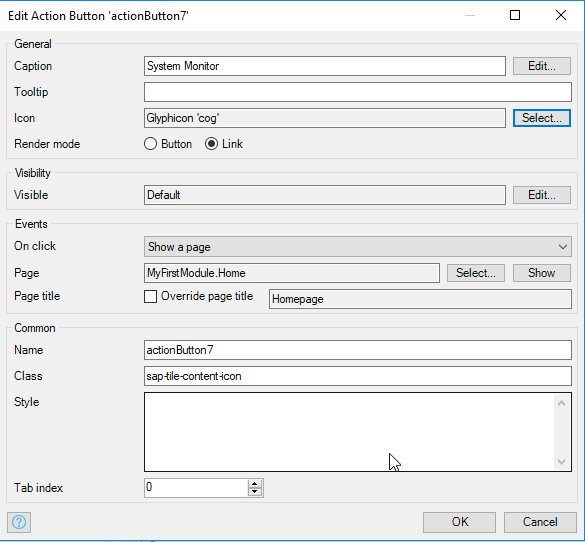 Edit Action Button 'actionButton7'
General
Caption System Monitor Edit...
Tooltip
Icon Glyphicon 'cog' Select...
Render mode Button Link
Visibility
Visible Default Edit...
Events
On click Show a page
Page MyFirstModule.Home Select... Show
Page title Override page title Homepage
Common
Name actionButton7
Class sap-tile-content-icon
Style
Tab index 0
? OK Cancel